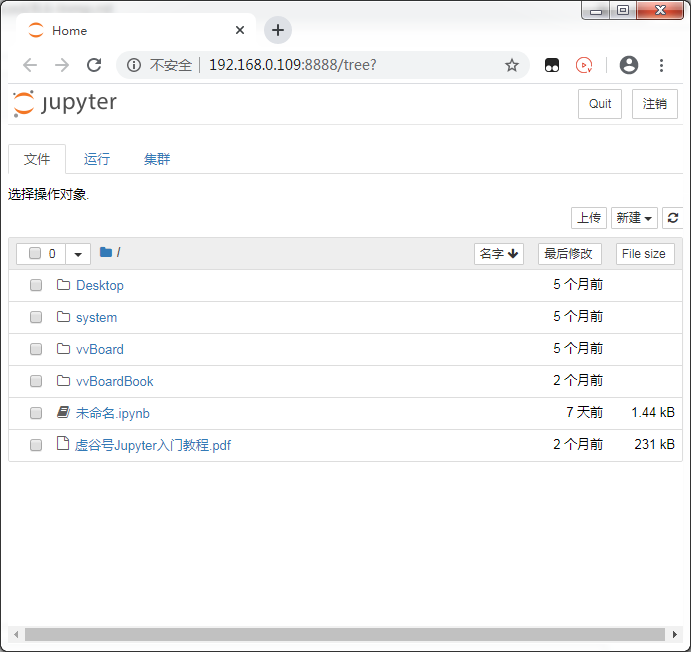 Home
不安全 | 192.168.0.109:8888/tree?
jupyter
Quit 注销
文件 运行 集群
选择操作对象.
上传 新建
0 / 名字 最后修改 File size
Desktop 5 个月前
system 5 个月前
vvBoard 5 个月前
vvBoardBook 2 个月前
未命名.ipynb 7 天前 1.44 kB
虚谷号Jupyter入门教程.pdf 2 个月前 231 kB